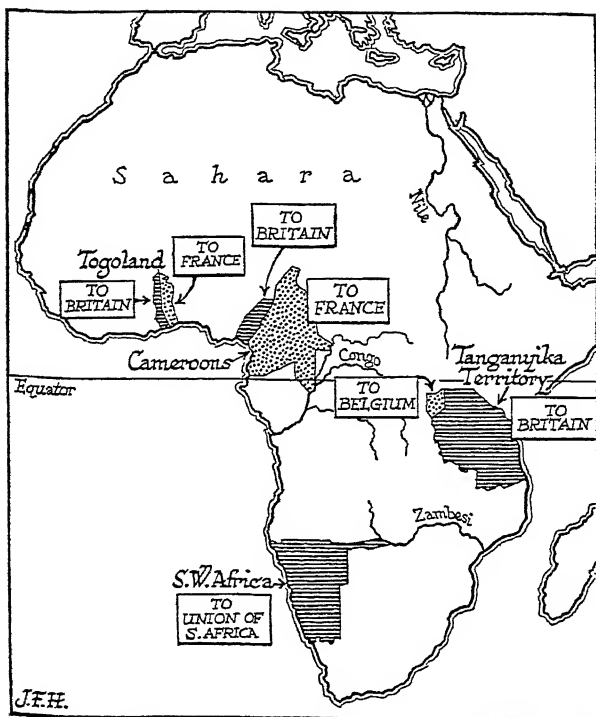 Sahara
Nile
TO
BRITAIN
Togoland
TO
FRANCE
TO
BRITAIN
TO
FRANCE
Cameroons
Congo
Tanganyika
Territory
Equator
TO
BELGIUM
TO
BRITAIN
Zambesi
S.W. Africa
TO
UNION OF
S. AFRICA
J.F.H.